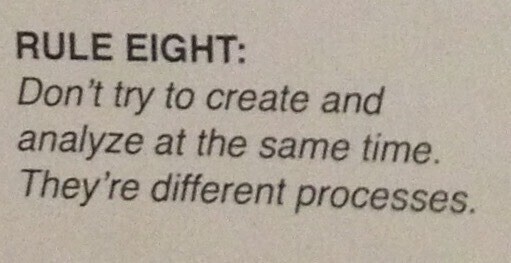 RULE EIGHT:
Don't try to create and
analyze at the same time.
They're different processes.